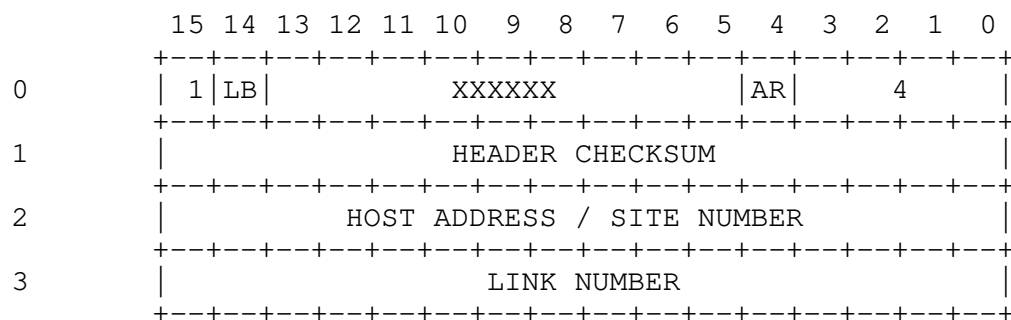 15 14 13 12 11 10  9  8  7  6  5  4  3  2  1  0
             +--+--+--+--+--+--+--+--+--+--+--+--+--+--+--+--+
    0        | 1|LB|          XXXXXX          |AR|     4     |
             +--+--+--+--+--+--+--+--+--+--+--+--+--+--+--+--+
    1        |                HEADER CHECKSUM                |
             +--+--+--+--+--+--+--+--+--+--+--+--+--+--+--+--+
    2        |          HOST ADDRESS / SITE NUMBER           |
             +--+--+--+--+--+--+--+--+--+--+--+--+--+--+--+--+
    3        |                  LINK NUMBER                  |
             +--+--+--+--+--+--+--+--+--+--+--+--+--+--+--+--+